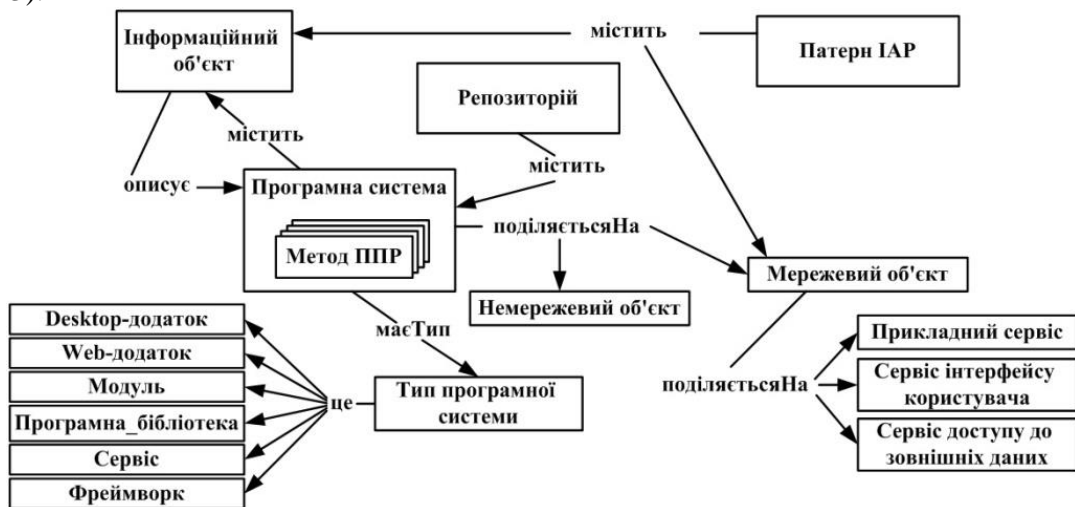 Інформаційний
об'єкт
містить
Патерн ІАР
Репозиторій
містить
містить
описує
Програмна система
Метод ППР
поділяєтьсяНа
Мережевий об'єкт
Немережевий об'єкт
Desktop-додаток
Web-додаток
Модуль
Програмна_бібліотека
Сервіс
Фреймворк
маєТип
це
Тип програмної
системи
поділяєтьсяНа
Прикладний сервіс
Сервіс інтерфейсу
користувача
Сервіс доступу до
зовнішніх даних